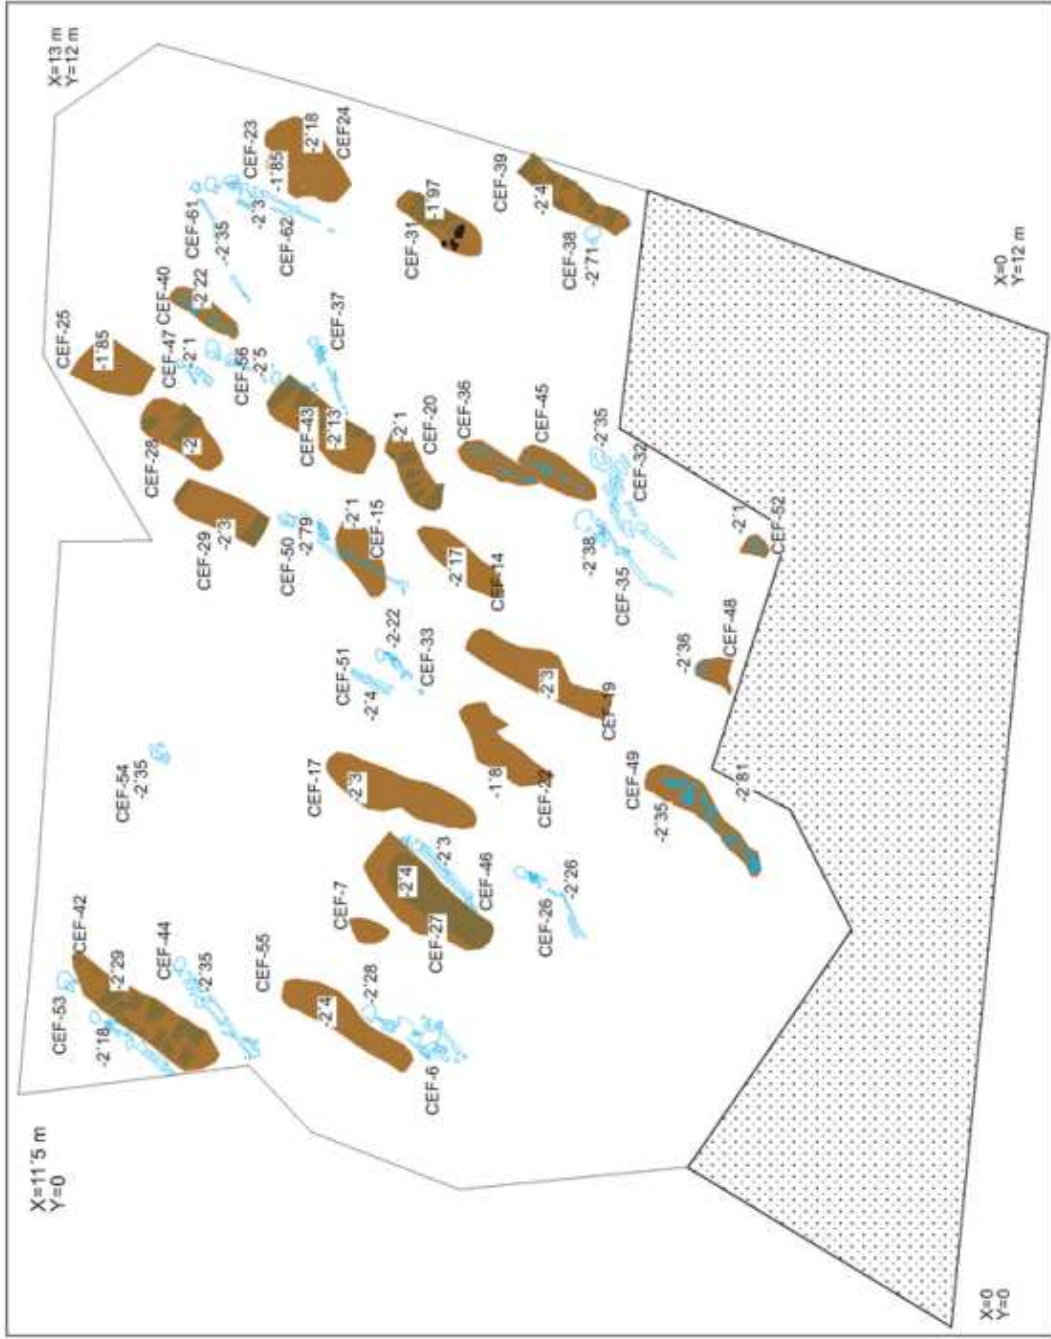 X=13 m
Y=12 m
CEF-23
-1´85
-2´18
CEF24
CEF-61
-2´35
-2´3
CEF-62
CEF-31
-1´97
CEF-39
-2´4
CEF-38
-2´71
X=0
Y=12 m
CEF-25
-1´85
CEF-40
-2´22
CEF-47
-2´1
CEF-56
-2´5
CEF-37
CEF-28
-2´
CEF-43
-2´13
-2´1
CEF-20
CEF-36
CEF-45
-2´35
CEF-32
CEF-29
-2´3
CEF-50
-2´79
-2´1
CEF-15
-2´17
CEF-14
-2´38
CEF-35
-2´1
CEF-52
CEF-51
-2´4
-2-22
CEF-33
-2´3
CEF-19
-2´36
CEF-48
CEF-54
-2´35
CEF-17
-2´3
-1´8
CEF-22
CEF-49
-2´35
-2´81
CEF-7
-2´4
CEF-27
-2´3
CEF-46
CEF-26
-2´26
CEF-42
-2´29
CEF-53
-2´18
CEF-44
-2´35
CEF-55
-2´4
-2´28
CEF-6
X=11´5 m
Y=0
X=0
Y=0